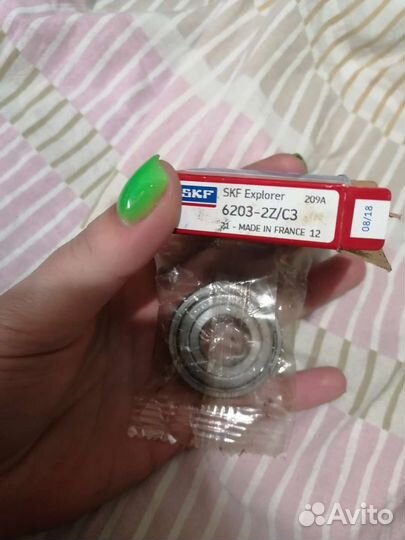 SKF SKF Explorer 209A
6203-2Z/C3
- MADE IN FRANCE 12
08/18
Avito